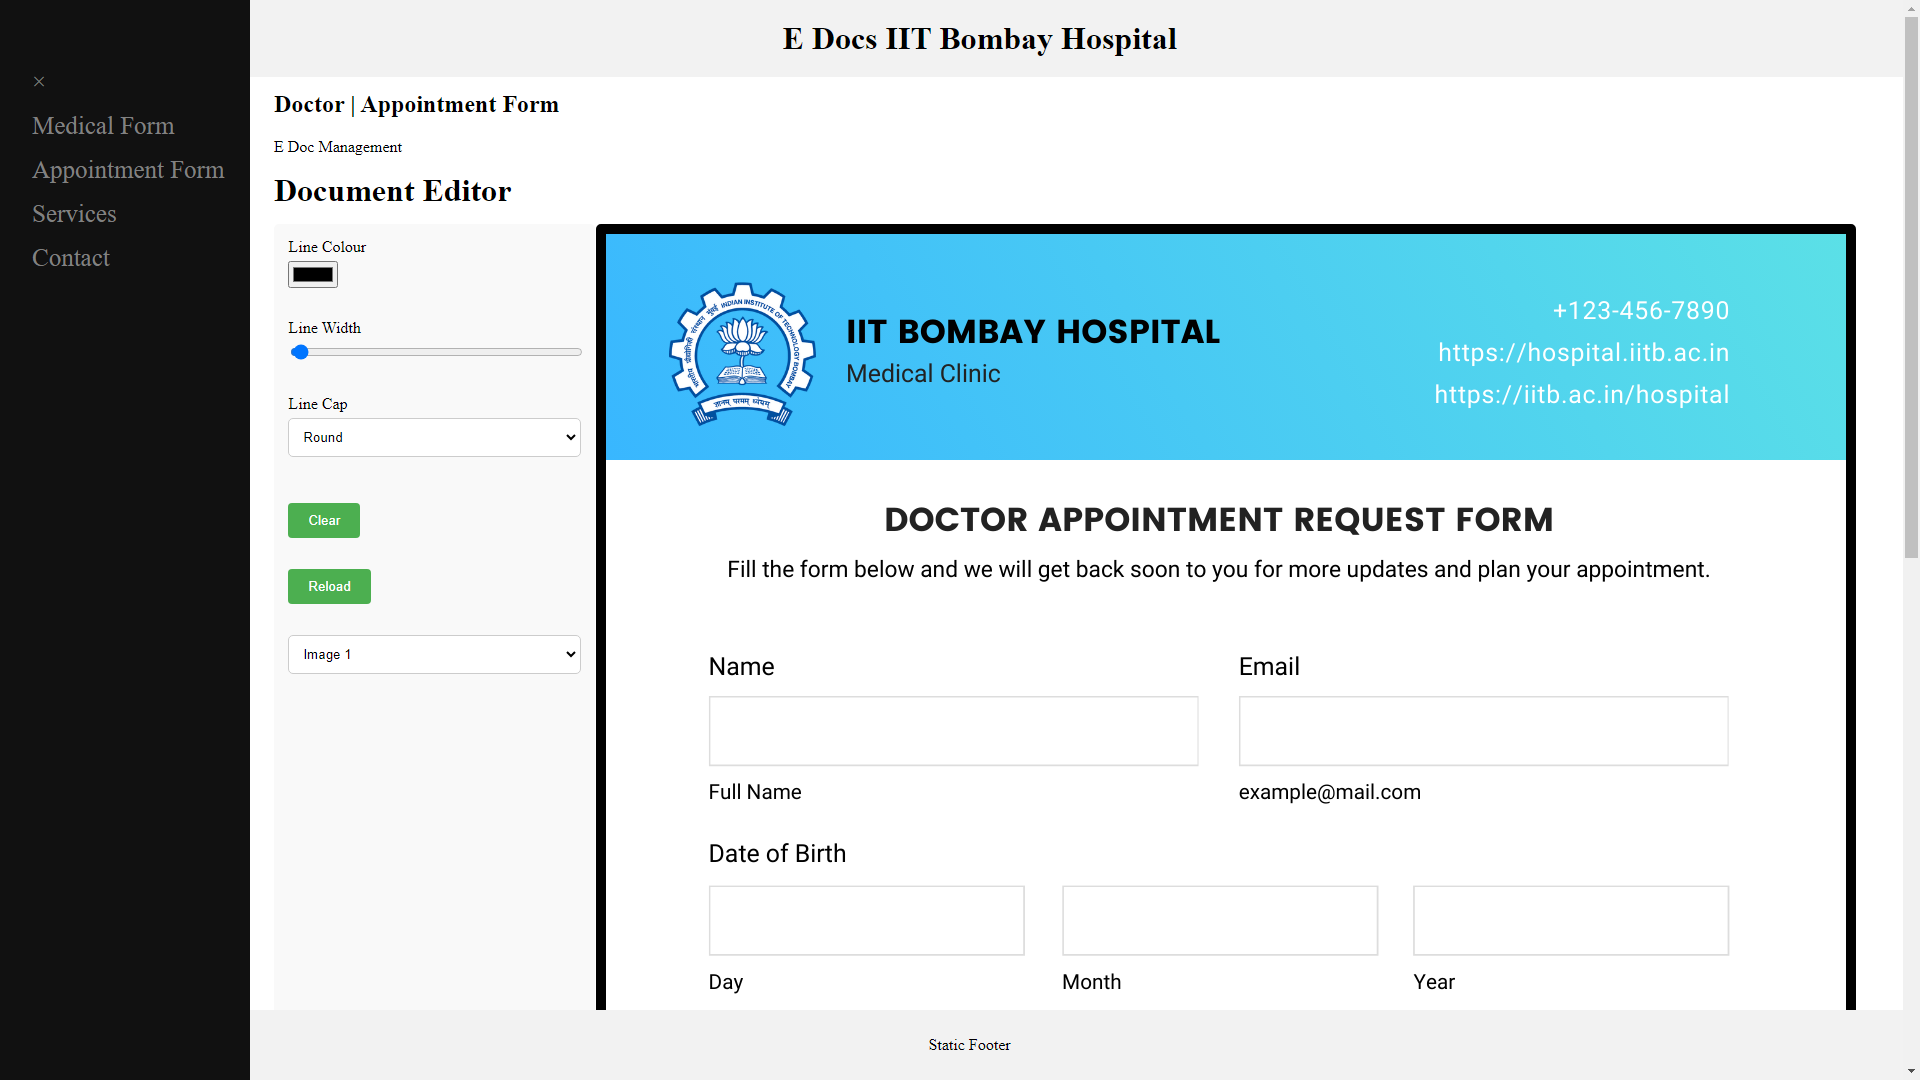 E Docs IIT Bombay Hospital
×
Medical Form
Appointment Form
Services
Contact
Doctor | Appointment Form
E Doc Management
Document Editor
Line Colour
Line Width
Line Cap
Round
Clear
Reload
Image 1
INDIAN INSTITUTE OF TECHNOLOGY BOMBAY
भारतीय प्रौद्योगिकी संस्थान मुंबई
ज्ञानम् परमम् ध्येयम्
IIT BOMBAY HOSPITAL
Medical Clinic
+123-456-7890
https://hospital.iitb.ac.in
https://iitb.ac.in/hospital
DOCTOR APPOINTMENT REQUEST FORM
Fill the form below and we will get back soon to you for more updates and plan your appointment.
Name
Email
Full Name
example@mail.com
Date of Birth
Day
Month
Year
Static Footer